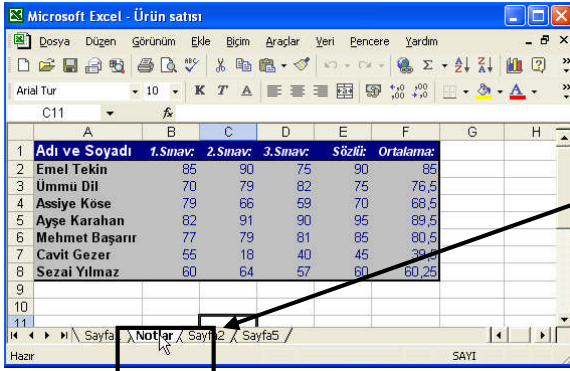 Microsoft Excel - Ürün satısı
Dosya Düzen Görünüm Ekle Biçim Araçlar Veri Pencere Yardım
Arial Tur 10 K T A
C11 fx
A B C D E F G H
1 Adı ve Soyadı 1.Sınav: 2.Sınav: 3.Sınav: Sözlü: Ortalama:
2 Emel Tekin 85 90 75 90 85
3 Ümmü Dil 70 79 82 75 76,5
4 Assiye Köse 79 66 59 70 68,5
5 Ayşe Karahan 82 91 90 95 89,5
6 Mehmet Başarır 77 79 81 85 80,5
7 Cavit Gezer 55 18 40 45 39,5
8 Sezai Yılmaz 60 64 57 60 60,25
9
10
11
Sayfa1 Notlar Sayfa2 Sayfa5
Hazır SAYI